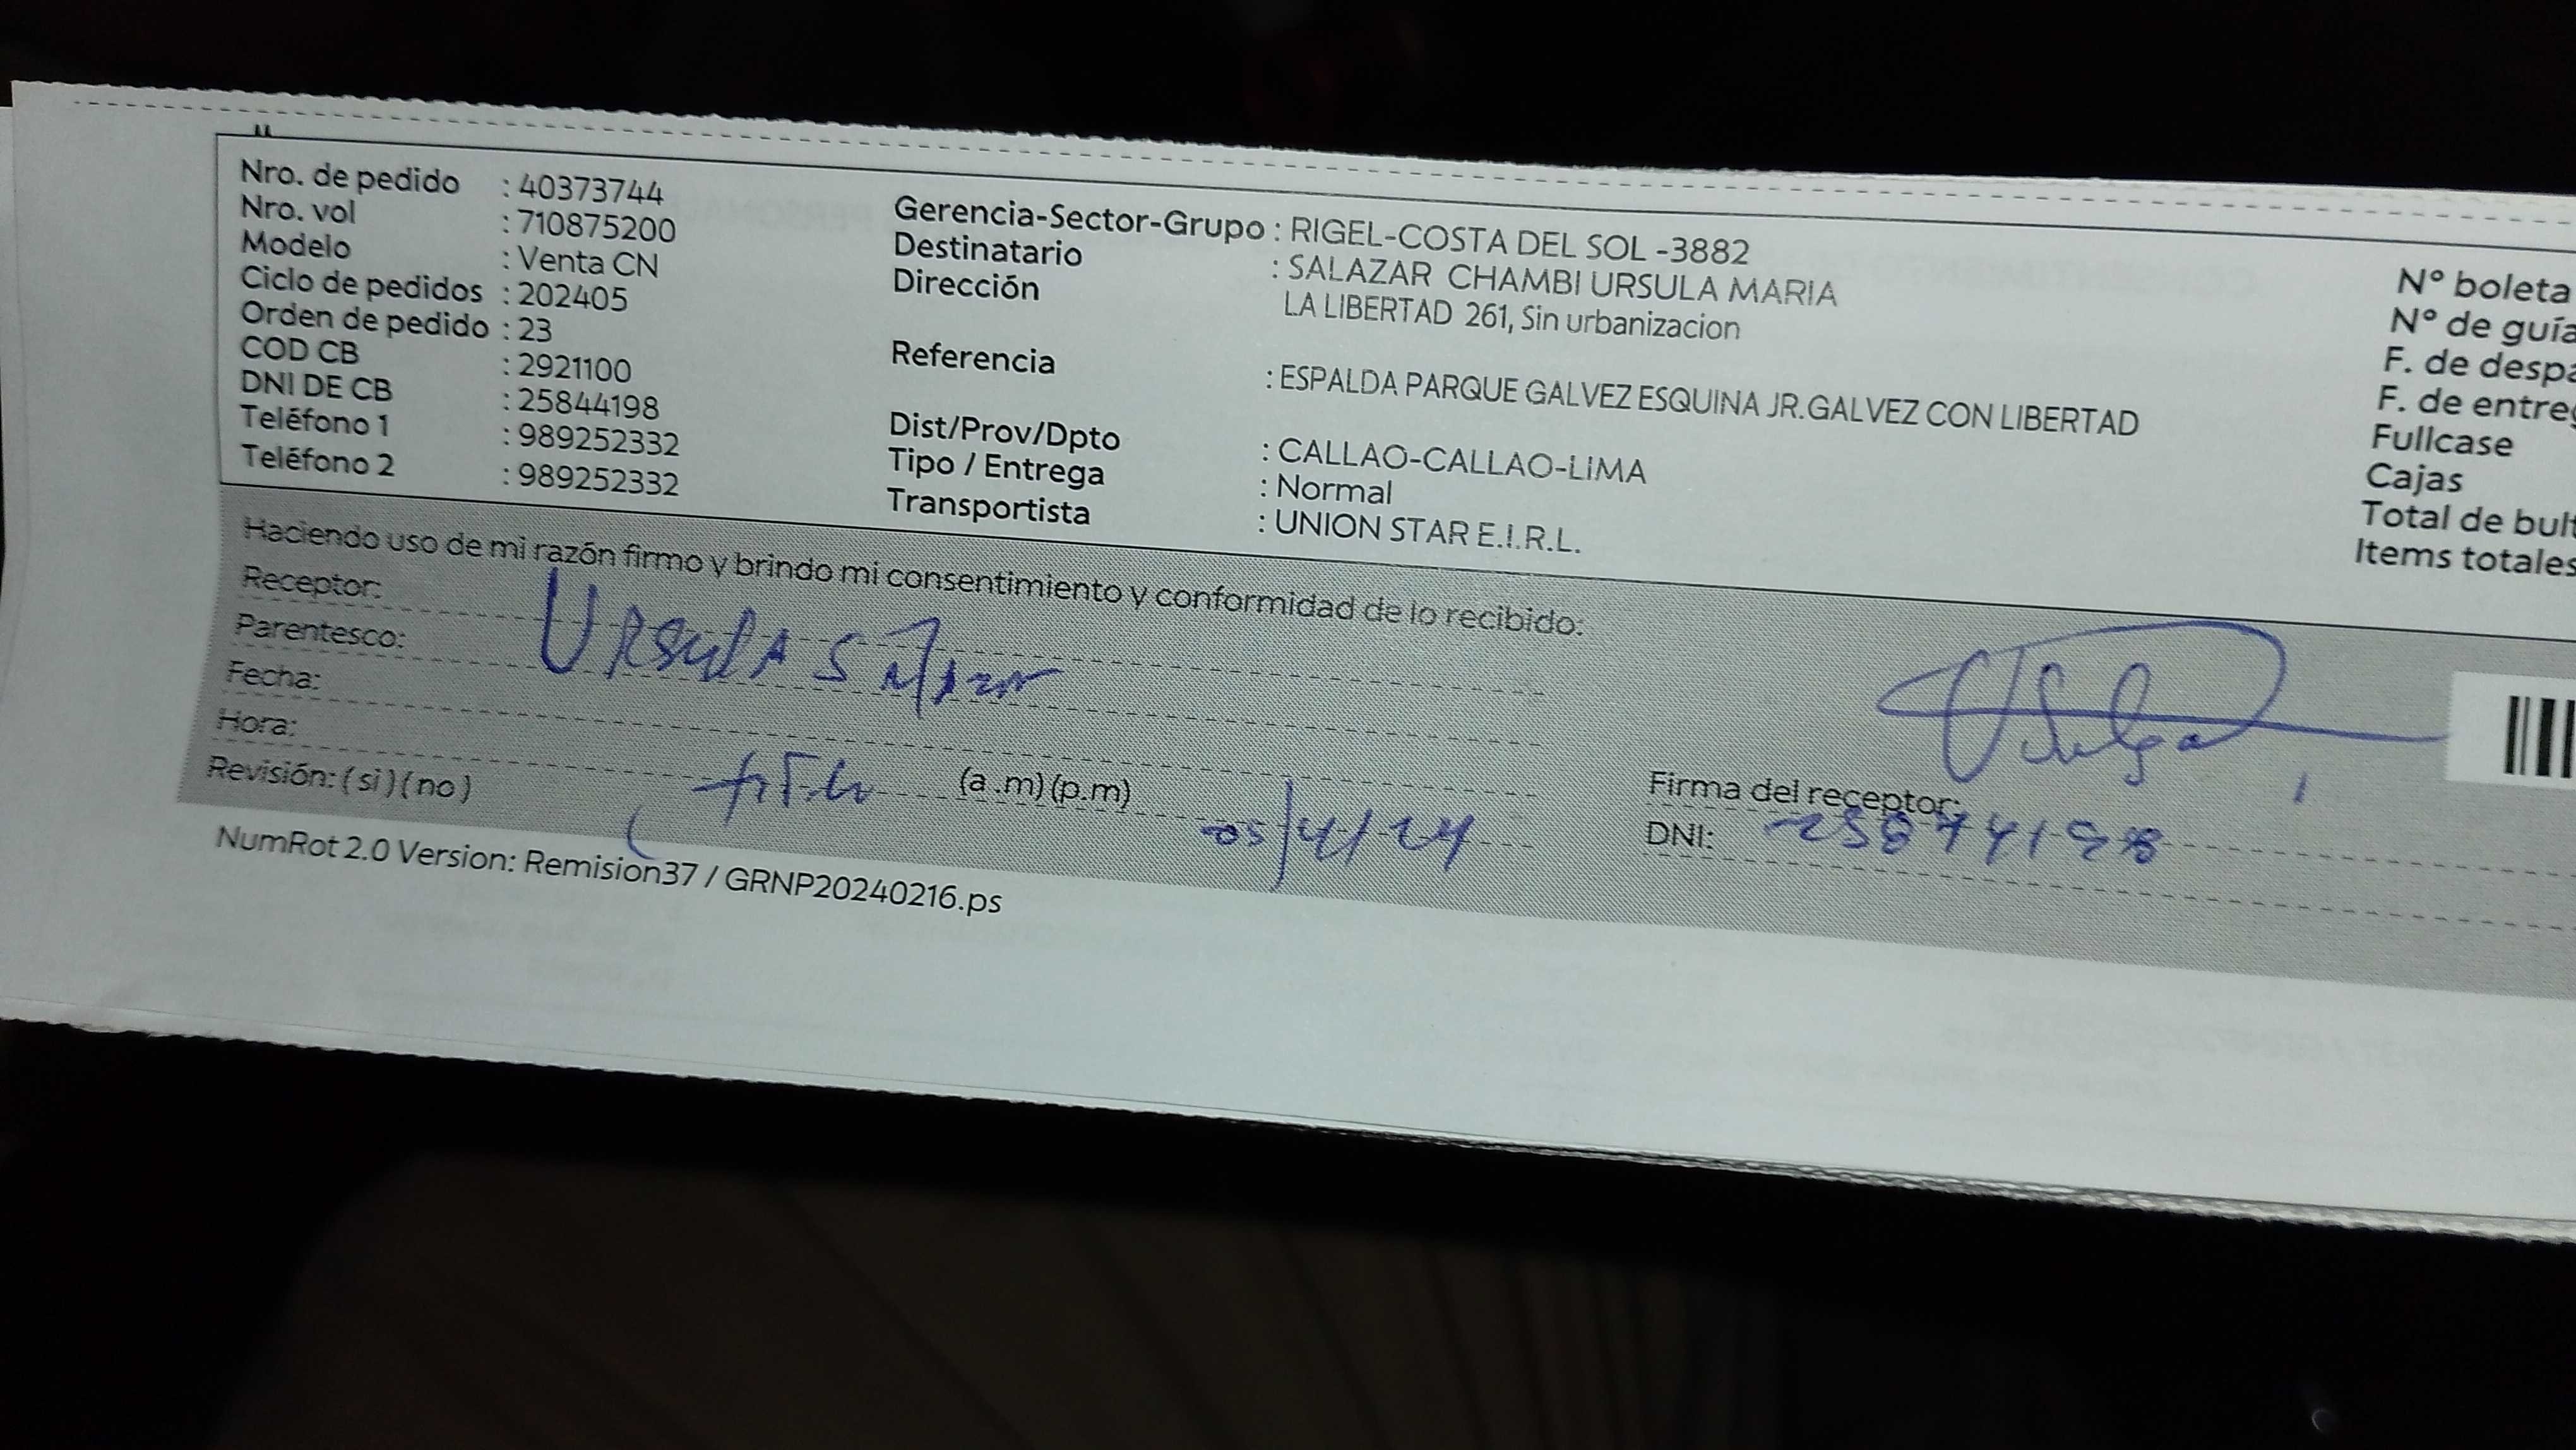 Nro. de pedido : 40373744
Nro. vol : 710875200
Modelo : Venta CN
Ciclo de pedidos : 202405
Orden de pedido : 23
COD CB : 2921100
DNI DE CB : 25844198
Teléfono 1 : 989252332
Teléfono 2 : 989252332
Gerencia-Sector-Grupo : RIGEL-COSTA DEL SOL -3882
Destinatario : SALAZAR CHAMBI URSULA MARIA
Dirección LA LIBERTAD 261, Sin urbanizacion
Referencia : ESPALDA PARQUE GALVEZ ESQUINA JR.GALVEZ CON LIBERTAD
Dist/Prov/Dpto : CALLAO-CALLAO-LIMA
Tipo / Entrega : Normal
Transportista : UNION STAR E.I.R.L.
N° boleta
N° de guía
F. de despa
F. de entreg
Fullcase
Cajas
Total de bult
Items totales
Haciendo uso de mi razón firmo y brindo mi consentimiento y conformidad de lo recibido:
Receptor:
Parentesco: URSULA SALAZAR
Fecha:
Hora: (a.m)(p.m)
Revisión: (si)(no) 05/4/24
Firma del receptor:
DNI:
NumRot 2.0 Version: Remision37 / GRNP20240216.ps